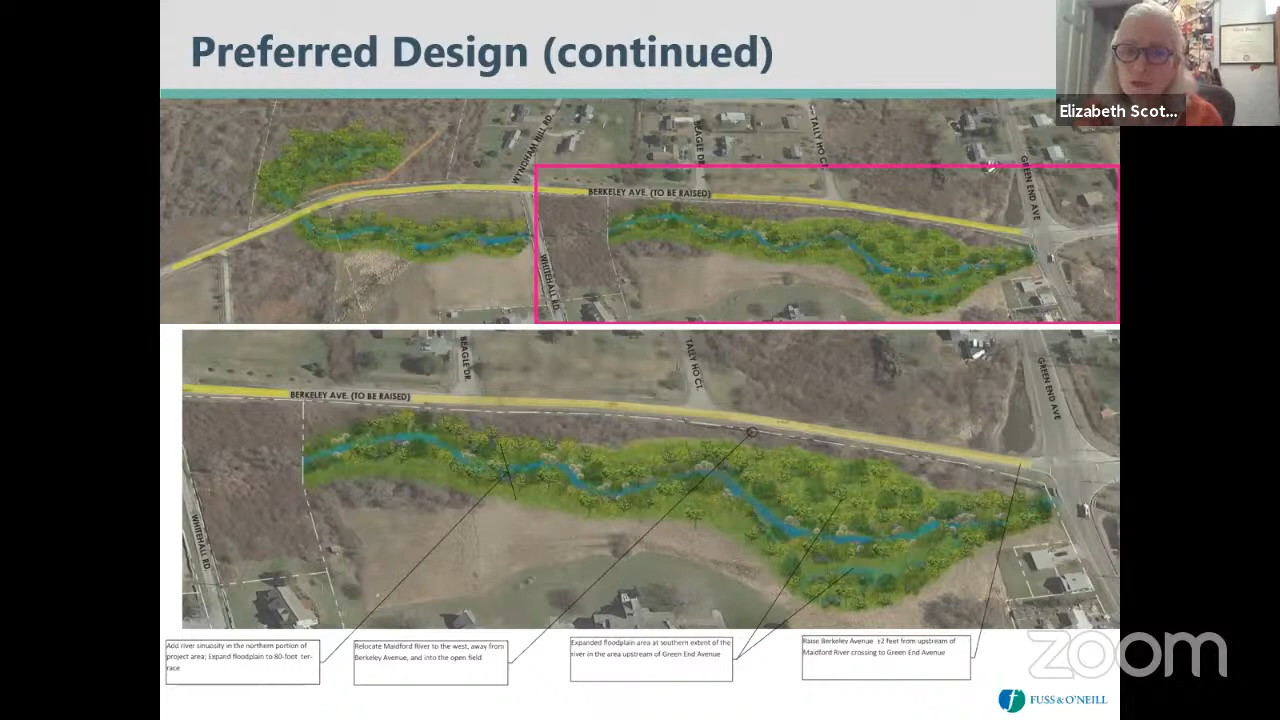 Preferred Design (continued)
Elizabeth Scot...
WYNDHAM HILL RD.
BEAGLE DR.
TALLY HO CT.
GREEN END AVE
BERKELEY AVE. (TO BE RAISED)
WHITEHALL RD.
BEAGLE DR.
TALLY HO CT.
GREEN END AVE
BERKELEY AVE. (TO BE RAISED)
WHITEHALL RD.
Add river sinuosity in the northern portion of
project area; Expand floodplain to 80-foot ter-
race
Relocate Maidford River to the west, away from
Berkeley Avenue, and into the open field
Expanded floodplain area at southern extent of the
river in the area upstream of Green End Avenue
Raise Berkeley Avenue ±2 feet from upstream of
Maidford River crossing to Green End Avenue
zoom
FUSS & O'NEILL